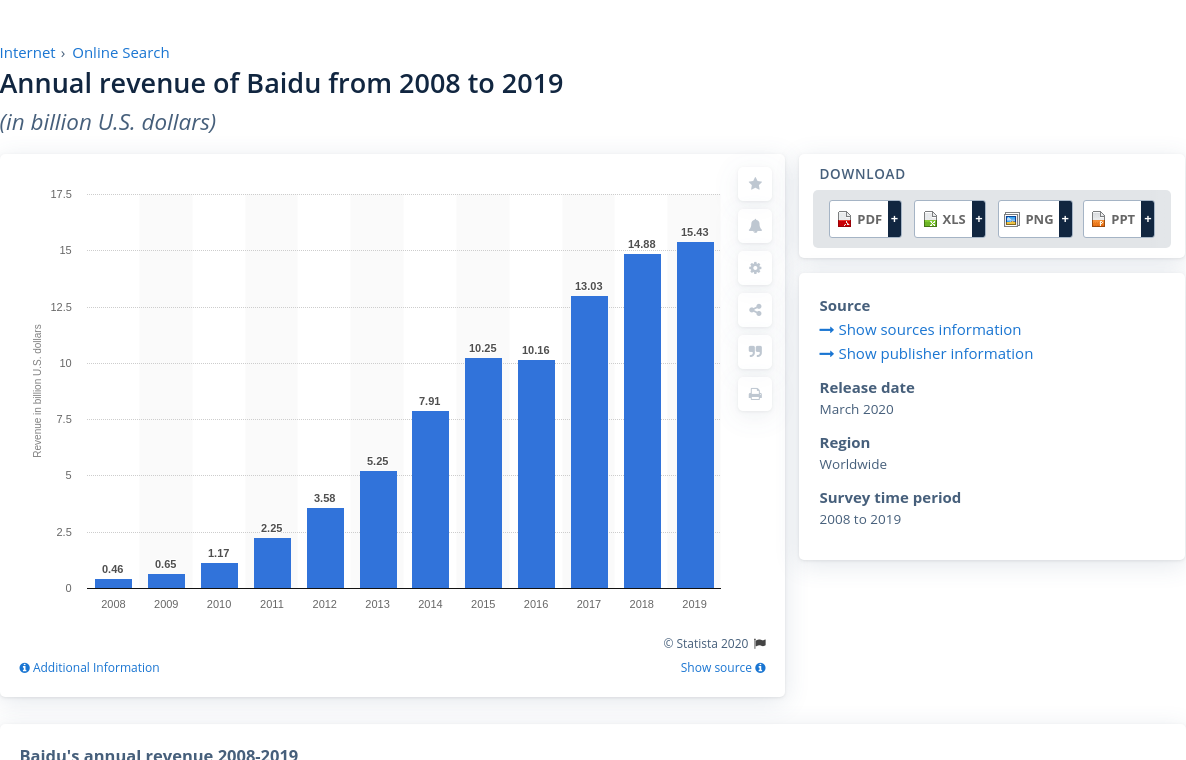 Internet › Online Search
Annual revenue of Baidu from 2008 to 2019
(in billion U.S. dollars)
17.5
15
12.5
10
7.5
5
2.5
0
Revenue in billion U.S. dollars
0.46
0.65
1.17
2.25
3.58
5.25
7.91
10.25
10.16
13.03
14.88
15.43
2008 2009 2010 2011 2012 2013 2014 2015 2016 2017 2018 2019
© Statista 2020
Additional Information
Show source
DOWNLOAD
PDF + XLS + PNG + PPT +
Source
Show sources information
Show publisher information
Release date
March 2020
Region
Worldwide
Survey time period
2008 to 2019
Baidu's annual revenue 2008-2019